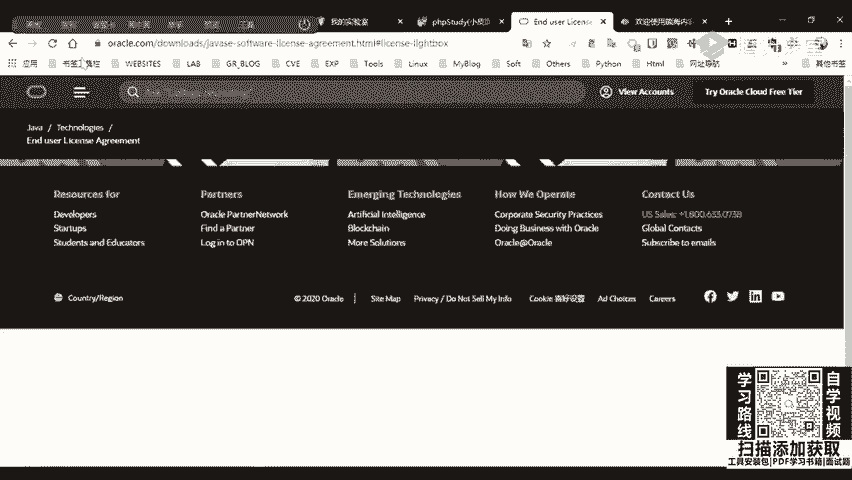 我的实验室
phpStudy(小皮
End user License
oracle.com/downloads/javase-software-license-agreement.html#license-lightbox
应用
WEBSITES
LAB
GR_BLOG
CVE
EXP
Tools
Linux
MyBlog
Soft
Others
Python
Html
网址导航
其他书签
View Accounts
Try Oracle Cloud Free Tier
Java / Technologies /
End user License Agreement
Resources for
Developers
Startups
Students and Educators
Partners
Oracle PartnerNetwork
Find a Partner
Log in to OPN
Emerging Technologies
Artificial Intelligence
Blockchain
More Solutions
How We Operate
Corporate Security Practices
Doing Business with Oracle
Oracle@Oracle
Contact Us
US Sales: +1.800.633.0738
Global Contacts
Subscribe to emails
Country/Region
© 2020 Oracle
Site Map
Privacy / Do Not Sell My Info
Cookie 喜好设置
Ad Choices
Careers
学习路线
自学视频
扫描添加获取
工具安装包|PDF学习书籍|面试题